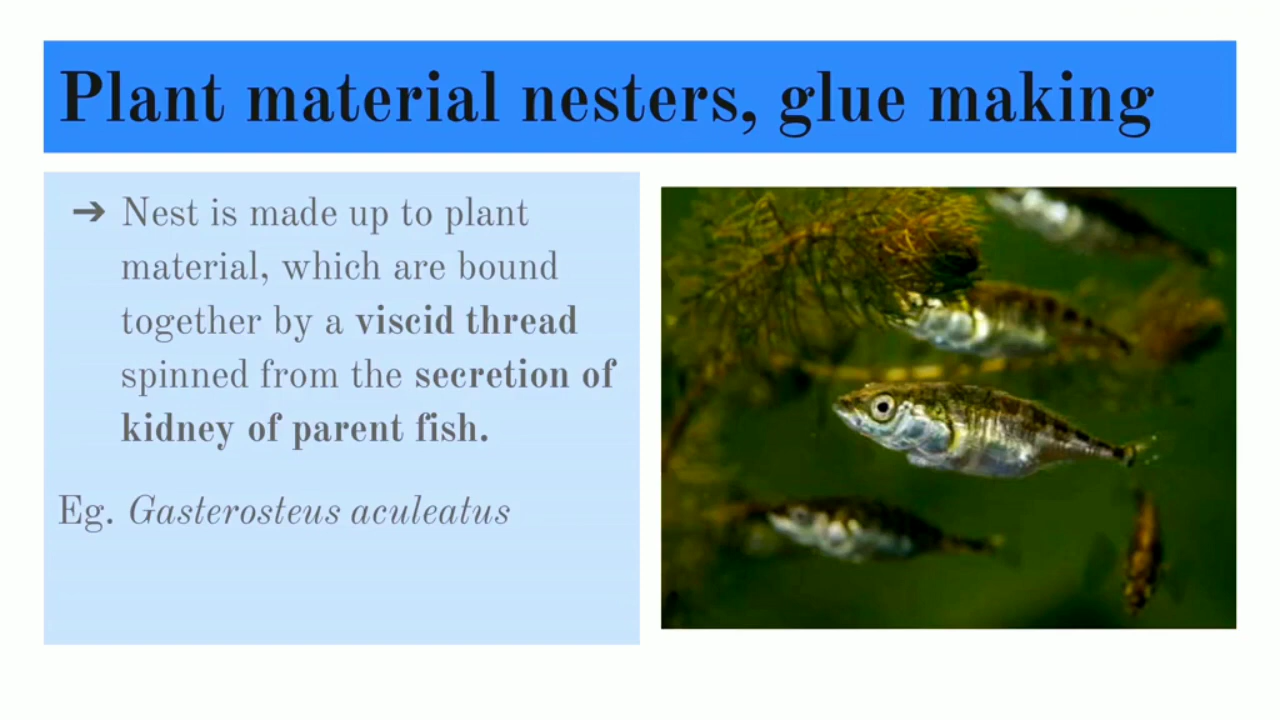 Plant material nesters, glue making
➔ Nest is made up to plant
material, which are bound
together by a viscid thread
spinned from the secretion of
kidney of parent fish.
Eg. Gasterosteus aculeatus